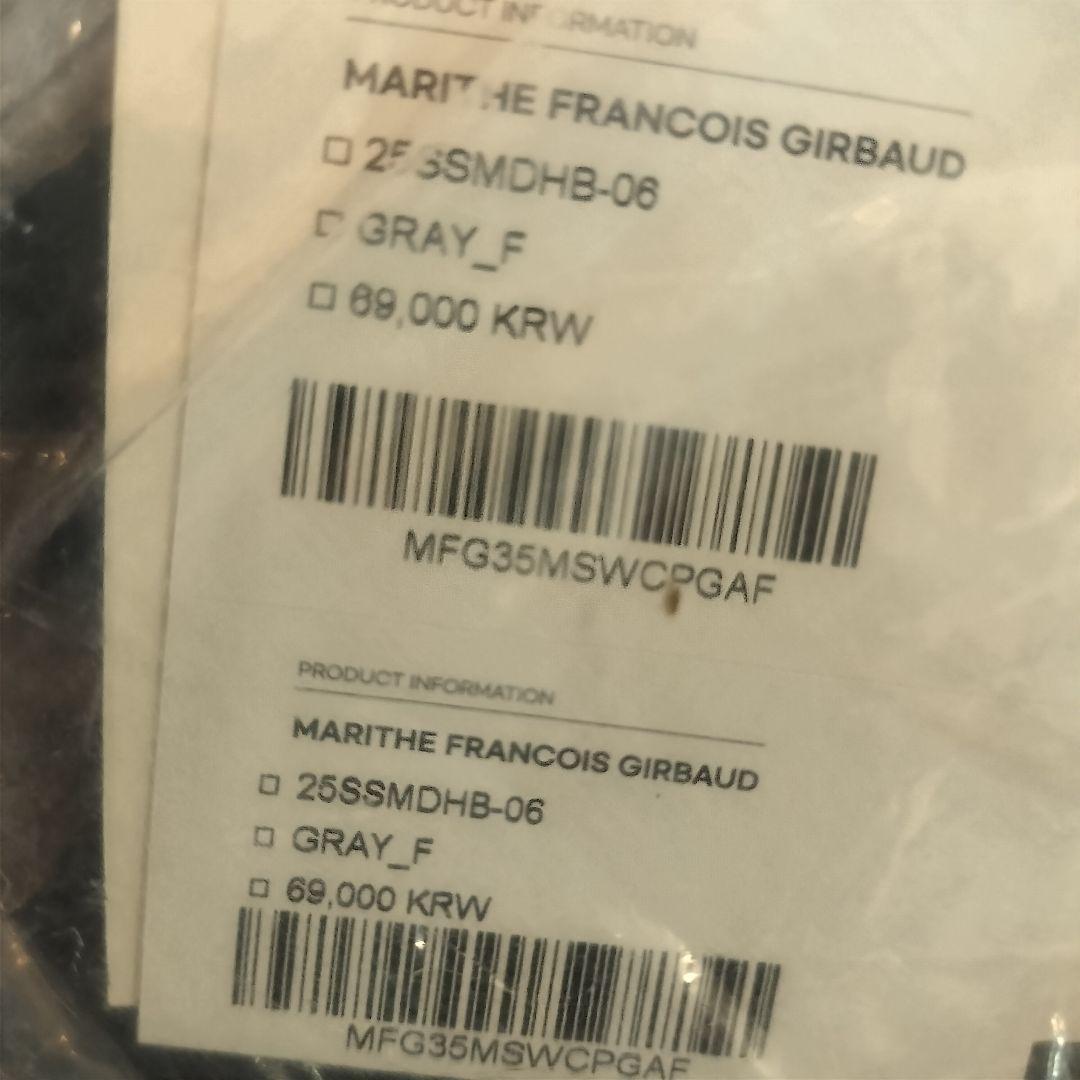 PRODUCT INFORMATION
MARITHE FRANCOIS GIRBAUD
25SSMDHB-06
GRAY_F
69,000 KRW
MFG35MSWCPGAF
PRODUCT INFORMATION
MARITHE FRANCOIS GIRBAUD
25SSMDHB-06
GRAY_F
69,000 KRW
MFG35MSWCPGAF